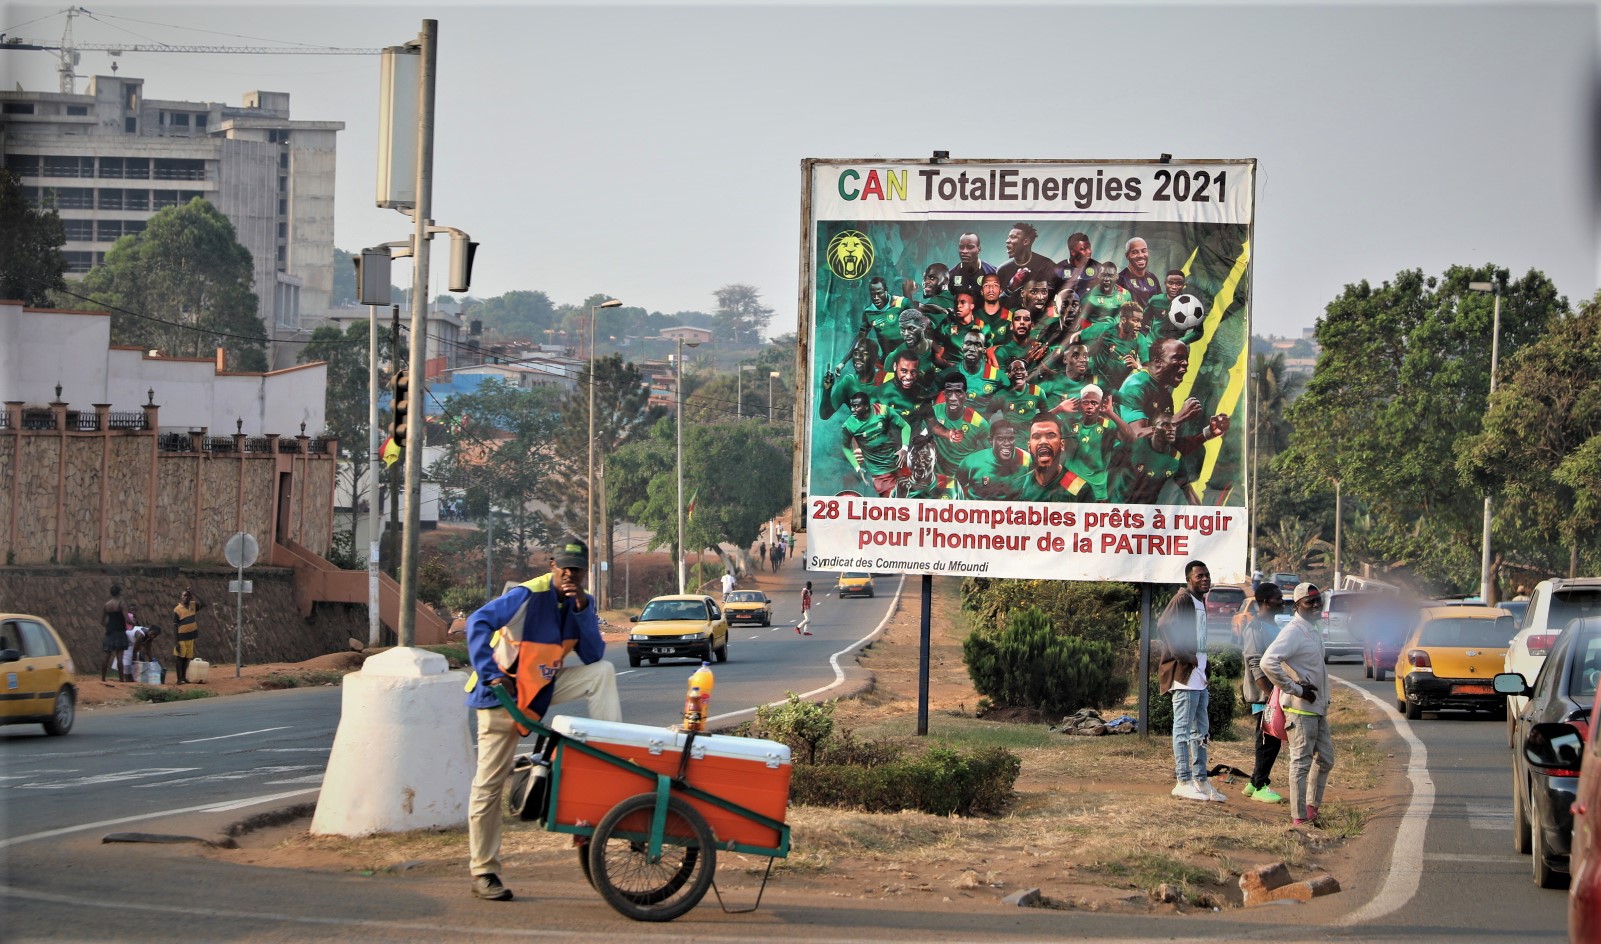 CAN TotalEnergies 2021
28 Lions Indomptables prêts à rugir
pour l'honneur de la PATRIE
Syndicat des Communes du Mfoundi